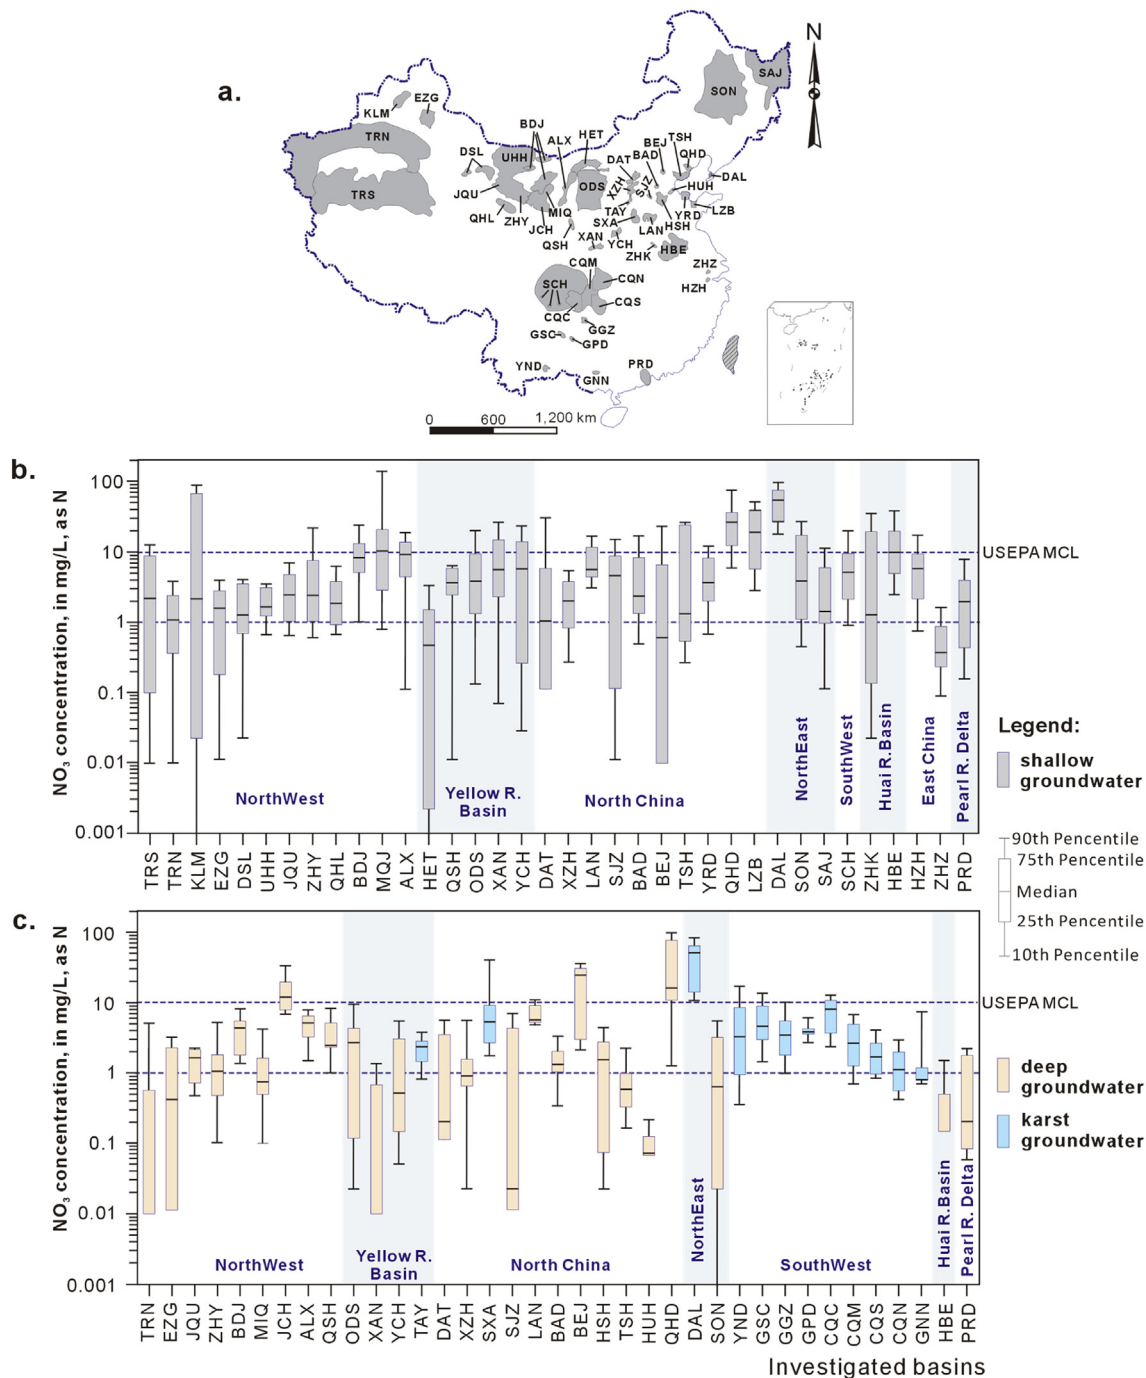 a.
N
SAJ
SON
EZG
KLM
TRN
TRS
BDJ
ALX
HET
DSL
UHH
DAT
BAD
BEJ
TSH
QHD
DAL
ODS
XZH
SJZ
HUH
JQU
MIQ
TAY
YRD
LZB
QHL
ZHY
JCH
SXA
LAN
HSH
QSH
XAN
YCH
ZHK
HBE
ZHZ
CQM
CQN
HZH
SCH
CQS
CQC
GGZ
GSC
GPD
YND
PRD
GNN
0 600 1,200 km
b.
NO3 concentration, in mg/L, as N
100
10
1
0.1
0.01
0.001
USEPA MCL
NorthWest
Yellow R. Basin
North China
NorthEast
SouthWest
Huai R. Basin
East China
Pearl R. Delta
TRS TRN KLM EZG DSL UHH JQU ZHY QHL BDJ MQJ ALX HET QSH ODS XAN YCH DAT XZH LAN SJZ BAD BEJ TSH YRD QHD LZB DAL SON SAJ SCH ZHK HBE HZH ZHZ PRD
Legend:
shallow
groundwater
90th Percentile
75th Percentile
Median
25th Percentile
10th Percentile
c.
NO3 concentration, in mg/L, as N
100
10
1
0.1
0.01
0.001
USEPA MCL
deep
groundwater
karst
groundwater
NorthWest
Yellow R.
Basin
North China
NorthEast
SouthWest
Huai R. Basin
Pearl R. Delta
TRN EZG JQU ZHY BDJ MIQ JCH ALX QSH ODS XAN YCH TAY DAT XZH SXA SJZ LAN BAD BEJ HSH TSH HUH QHD DAL SON YND GSC GGZ GPD CQC CQM CQS CQN GNN HBE PRD
Investigated basins